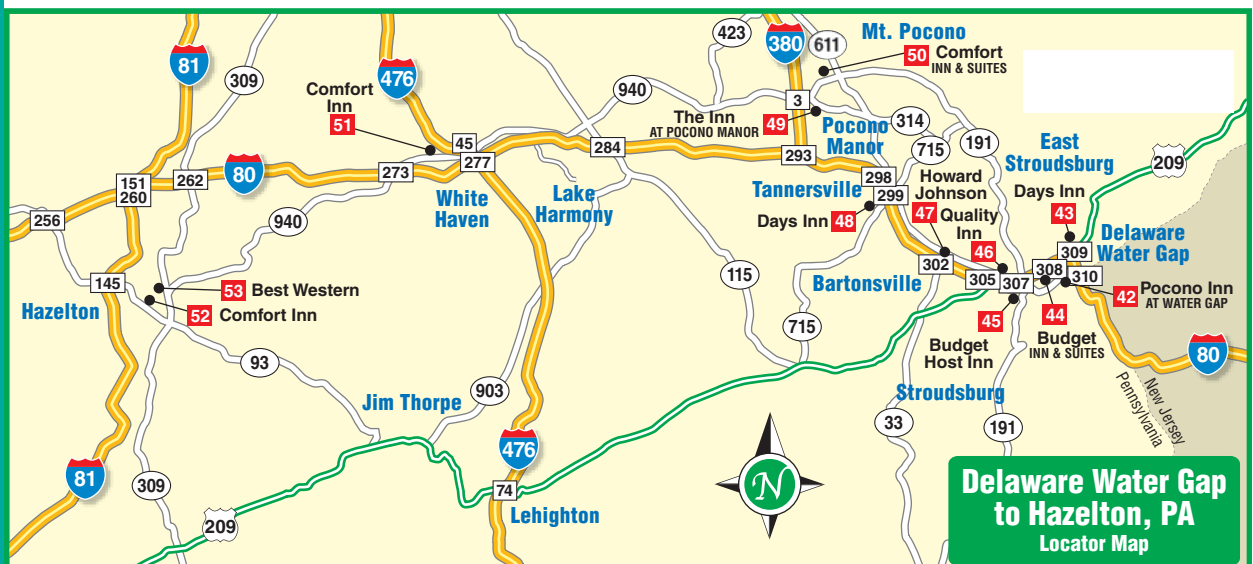 81
309
476
423
380
611
Mt. Pocono
50 Comfort
INN & SUITES
Comfort
Inn
51
940
The Inn
AT POCONO MANOR
49
3
Pocono
Manor
314
715
191
East
Stroudsburg
209
45
277
284
293
298
299
151
260
262
80
273
256
White
Haven
Lake
Harmony
Tannersville
Howard
Johnson
47
Quality
Inn
46
Days Inn
43
Days Inn 48
Delaware
Water Gap
940
145
Hazelton
53 Best Western
52 Comfort Inn
115
Bartonsville
302
305
307
308
309
310
42 Pocono Inn
AT WATER GAP
45
44
Budget
Host Inn
Budget
INN & SUITES
715
80
93
903
Jim Thorpe
Stroudsburg
33
191
New Jersey
Pennsylvania
81
309
209
476
74
Lehighton
N
Delaware Water Gap
to Hazelton, PA
Locator Map